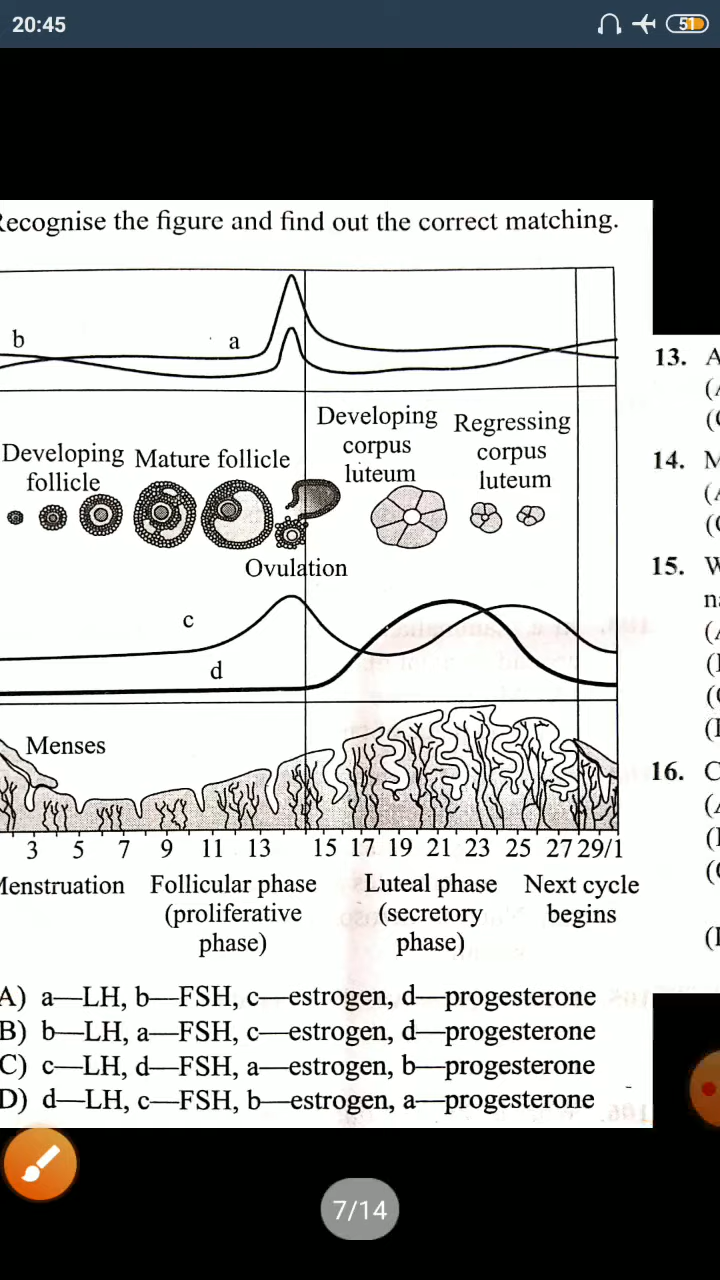 20:45
51
Recognise the figure and find out the correct matching.
b
a
Developing
corpus
luteum
Regressing
corpus
luteum
Developing
follicle
Mature follicle
Ovulation
c
d
Menses
3 5 7 9 11 13 15 17 19 21 23 25 27 29/1
Menstruation
Follicular phase
(proliferative
phase)
Luteal phase
(secretory
phase)
Next cycle
begins
A) a—LH, b—FSH, c—estrogen, d—progesterone
B) b—LH, a—FSH, c—estrogen, d—progesterone
C) c—LH, d—FSH, a—estrogen, b—progesterone
D) d—LH, c—FSH, b—estrogen, a—progesterone
13. A
14. M
15. W
16.
7/14